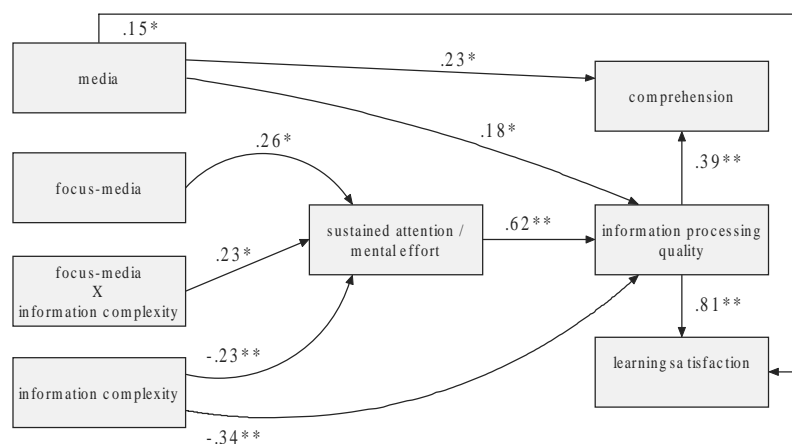 .15*
media
.23*
comprehension
.18*
.26*
.39**
focus-media
sustained attention /
mental effort
.62**
information processing
quality
focus-media
X
information complexity
.23*
.81**
-.23**
learning satisfaction
information complexity
-.34**